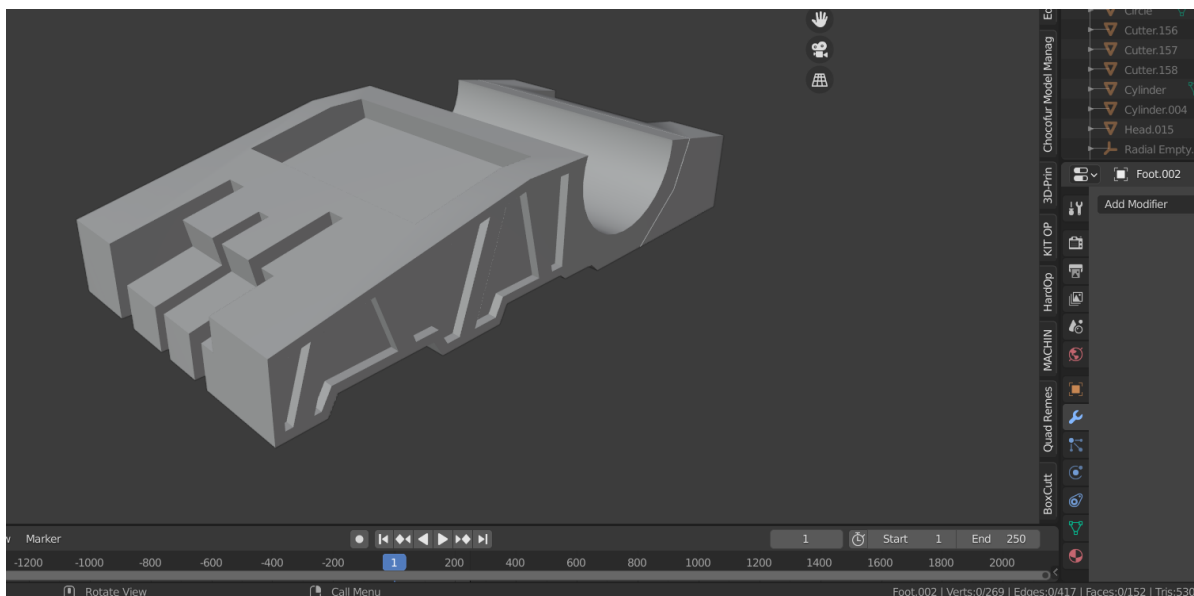 Circle
Cutter.156
Cutter.157
Cutter.158
Cylinder
Cylinder.004
Head.015
Radial Empty.
Foot.002
Add Modifier
Ed
Chocofur Model Manag
3D-Prin
KIT OP
HardOp
MACHIN
Quad Remes
BoxCutt
w Marker
1 Start 1 End 250
-1200 -1000 -800 -600 -400 -200 1 200 400 600 800 1000 1200 1400 1600 1800 2000
Rotate View Call Menu
Foot.002 | Verts:0/269 | Edges:0/417 | Faces:0/152 | Tris:530